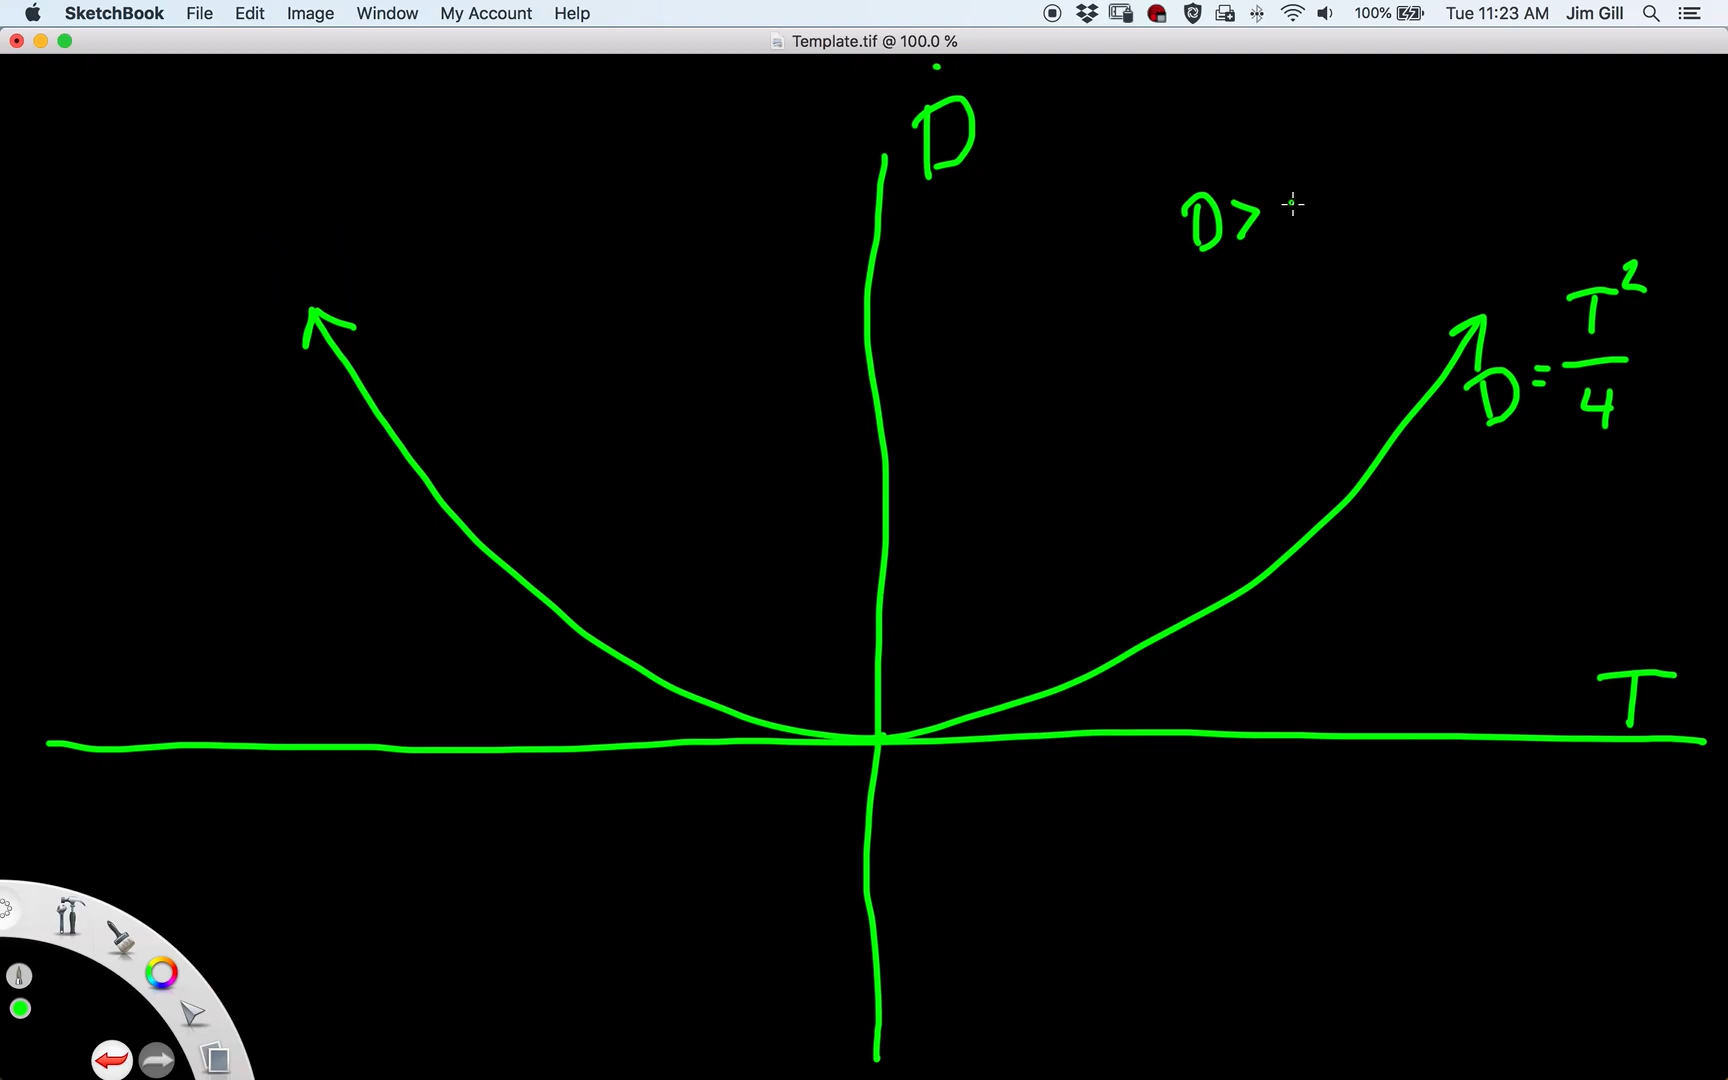 SketchBook File Edit Image Window My Account Help 100% Tue 11:23 AM Jim Gill
Template.tif @ 100.0 %
D
D >
D = T² / 4
T